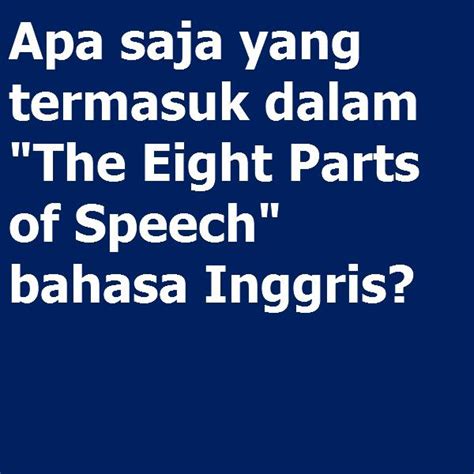 Apa saja yang
termasuk dalam
"The Eight Parts
of Speech"
bahasa Inggris?